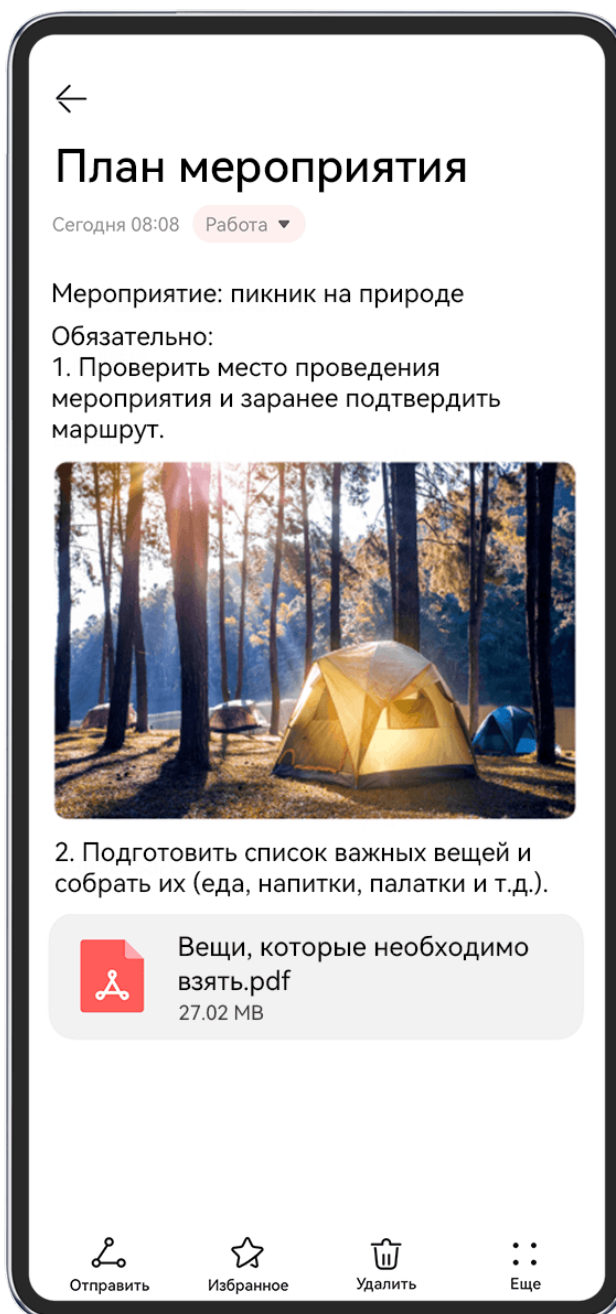 План мероприятия
Сегодня 08:08 Работа
Мероприятие: пикник на природе
Обязательно:
1. Проверить место проведения
мероприятия и заранее подтвердить
маршрут.
2. Подготовить список важных вещей и
собрать их (еда, напитки, палатки и т.д.).
Вещи, которые необходимо
взять.pdf
27.02 MB
Отправить Избранное Удалить Еще